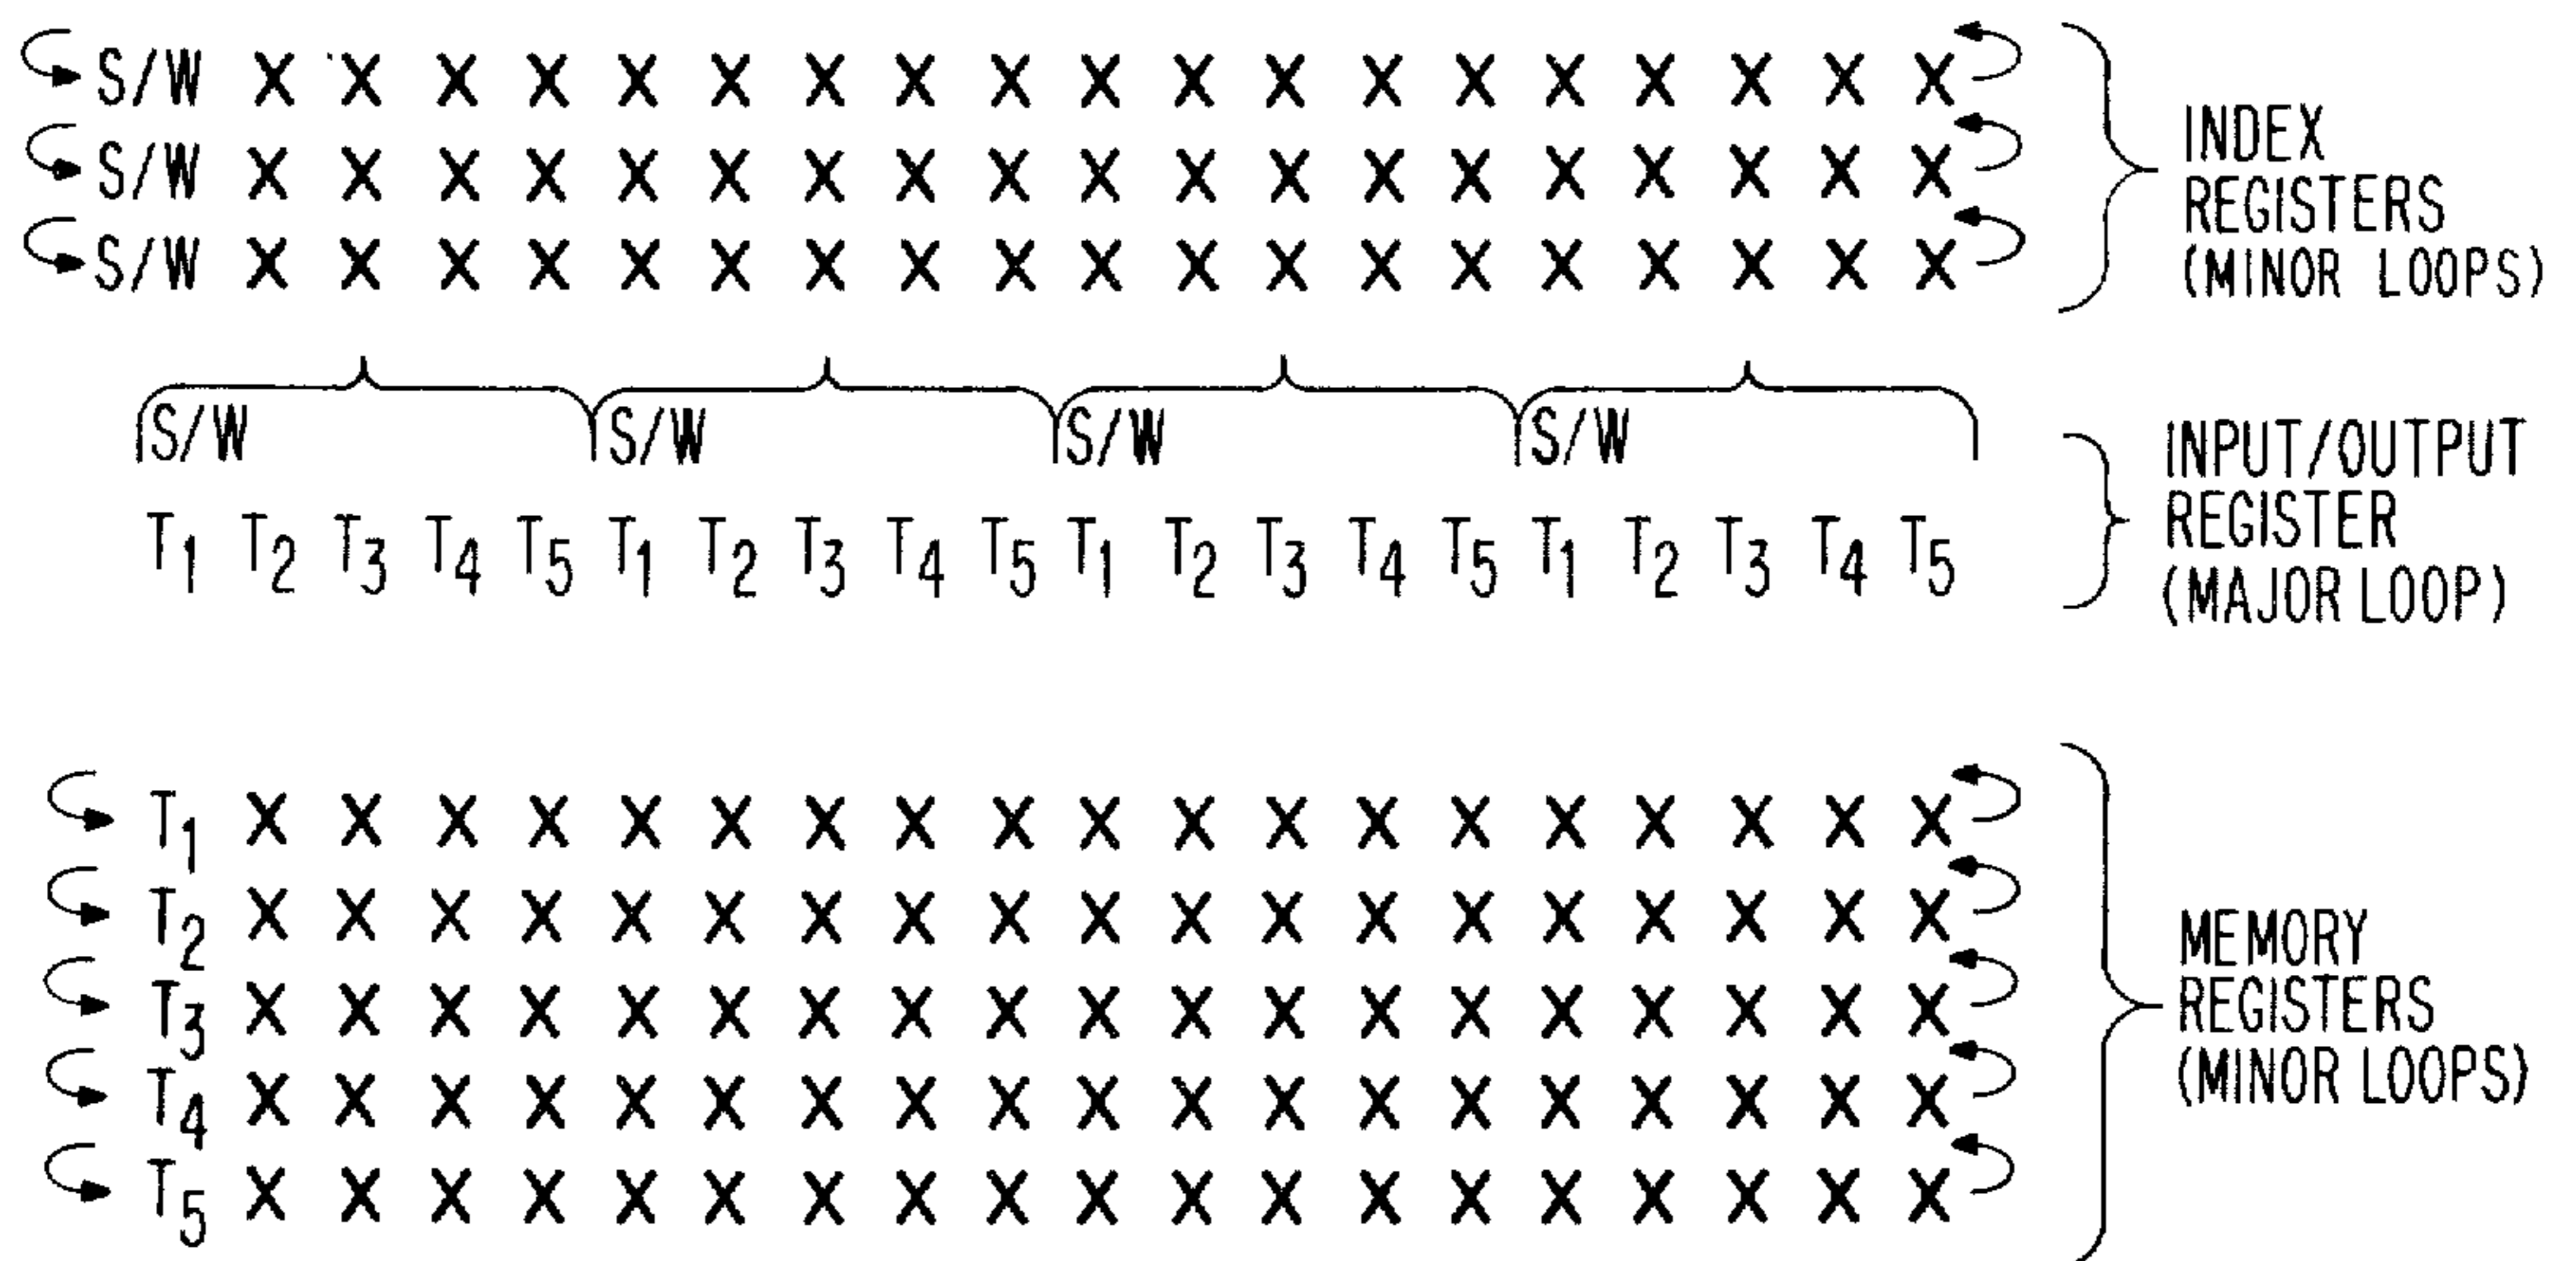 S/W X X X X X X X X X X X X X X X X X X X
S/W X X X X X X X X X X X X X X X X X X X
S/W X X X X X X X X X X X X X X X X X X X
INDEX
REGISTERS
(MINOR LOOPS)
S/W S/W S/W S/W
T1 T2 T3 T4 T5 T1 T2 T3 T4 T5 T1 T2 T3 T4 T5 T1 T2 T3 T4 T5
INPUT/OUTPUT
REGISTER
(MAJOR LOOP)
T1 X X X X X X X X X X X X X X X X X X X
T2 X X X X X X X X X X X X X X X X X X X
T3 X X X X X X X X X X X X X X X X X X X
T4 X X X X X X X X X X X X X X X X X X X
T5 X X X X X X X X X X X X X X X X X X X
MEMORY
REGISTERS
(MINOR LOOPS)